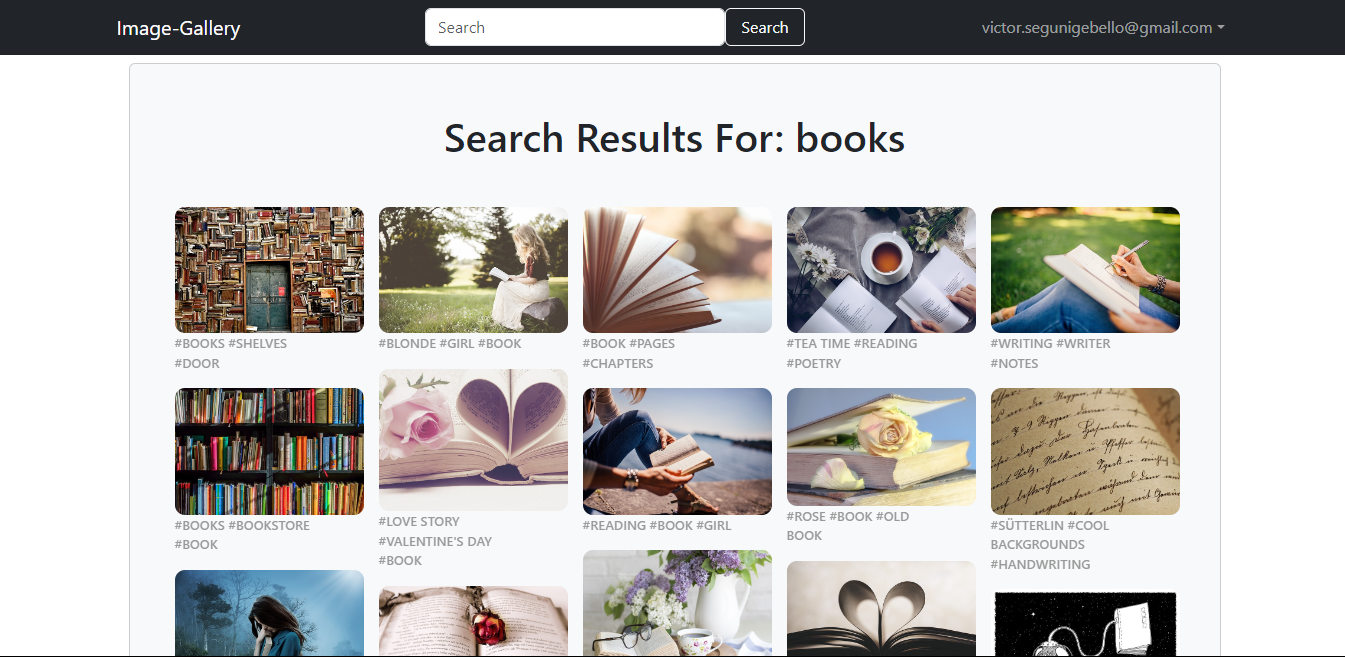 Image-Gallery
Search
Search
victor.segunigebello@gmail.com
Search Results For: books
#BOOKS #SHELVES
#DOOR
#BLONDE #GIRL #BOOK
#BOOK #PAGES
#CHAPTERS
#TEA TIME #READING
#POETRY
#WRITING #WRITER
#NOTES
#BOOKS #BOOKSTORE
#BOOK
#LOVE STORY
#VALENTINE'S DAY
#BOOK
#READING #BOOK #GIRL
#ROSE #BOOK #OLD
BOOK
#SÜTTERLIN #COOL
BACKGROUNDS
#HANDWRITING